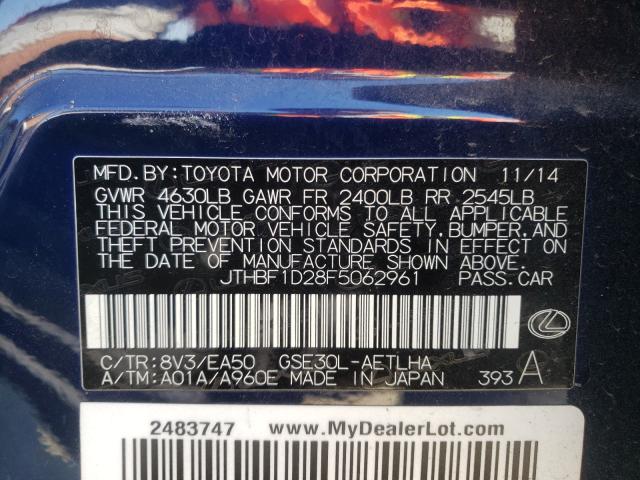 MFD.BY:TOYOTA MOTOR CORPORATION 11/14
GVWR 4630LB GAWR FR 2400LB RR 2545LB
THIS VEHICLE CONFORMS TO ALL APPLICABLE
FEDERAL MOTOR VEHICLE SAFETY,BUMPER,AND
THEFT PREVENTION STANDARDS IN EFFECT ON
THE DATE OF MANUFACTURE SHOWN ABOVE.
JTHBF1D28F5062961 PASS.CAR
C/TR:8V3/EA50 GSE30L-AETLHA
A/TM:A01A/A960E MADE IN JAPAN 393 A
2483747 www.MyDealerLot.com